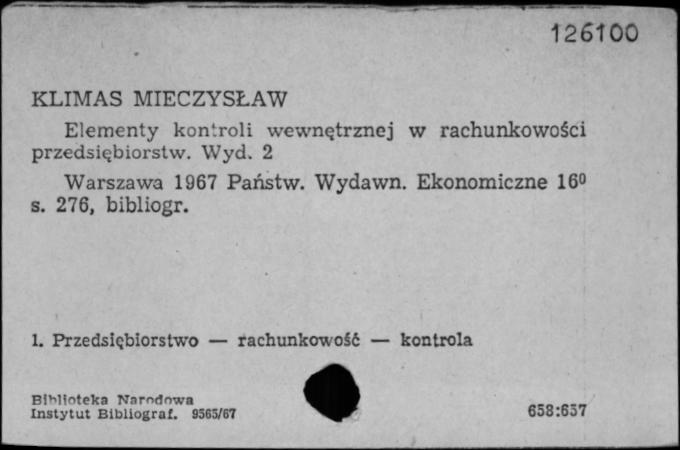 126100
KLIMAS MIECZYSŁAW
Elementy kontroli wewnętrznej w rachunkowości
przedsiębiorstw. Wyd. 2
Warszawa 1967 Państw. Wydawn. Ekonomiczne 16⁰
s. 276, bibliogr.
1. Przedsiębiorstwo — rachunkowość — kontrola
Biblioteka Narodowa
Instytut Bibliograf. 9565/67
658:657